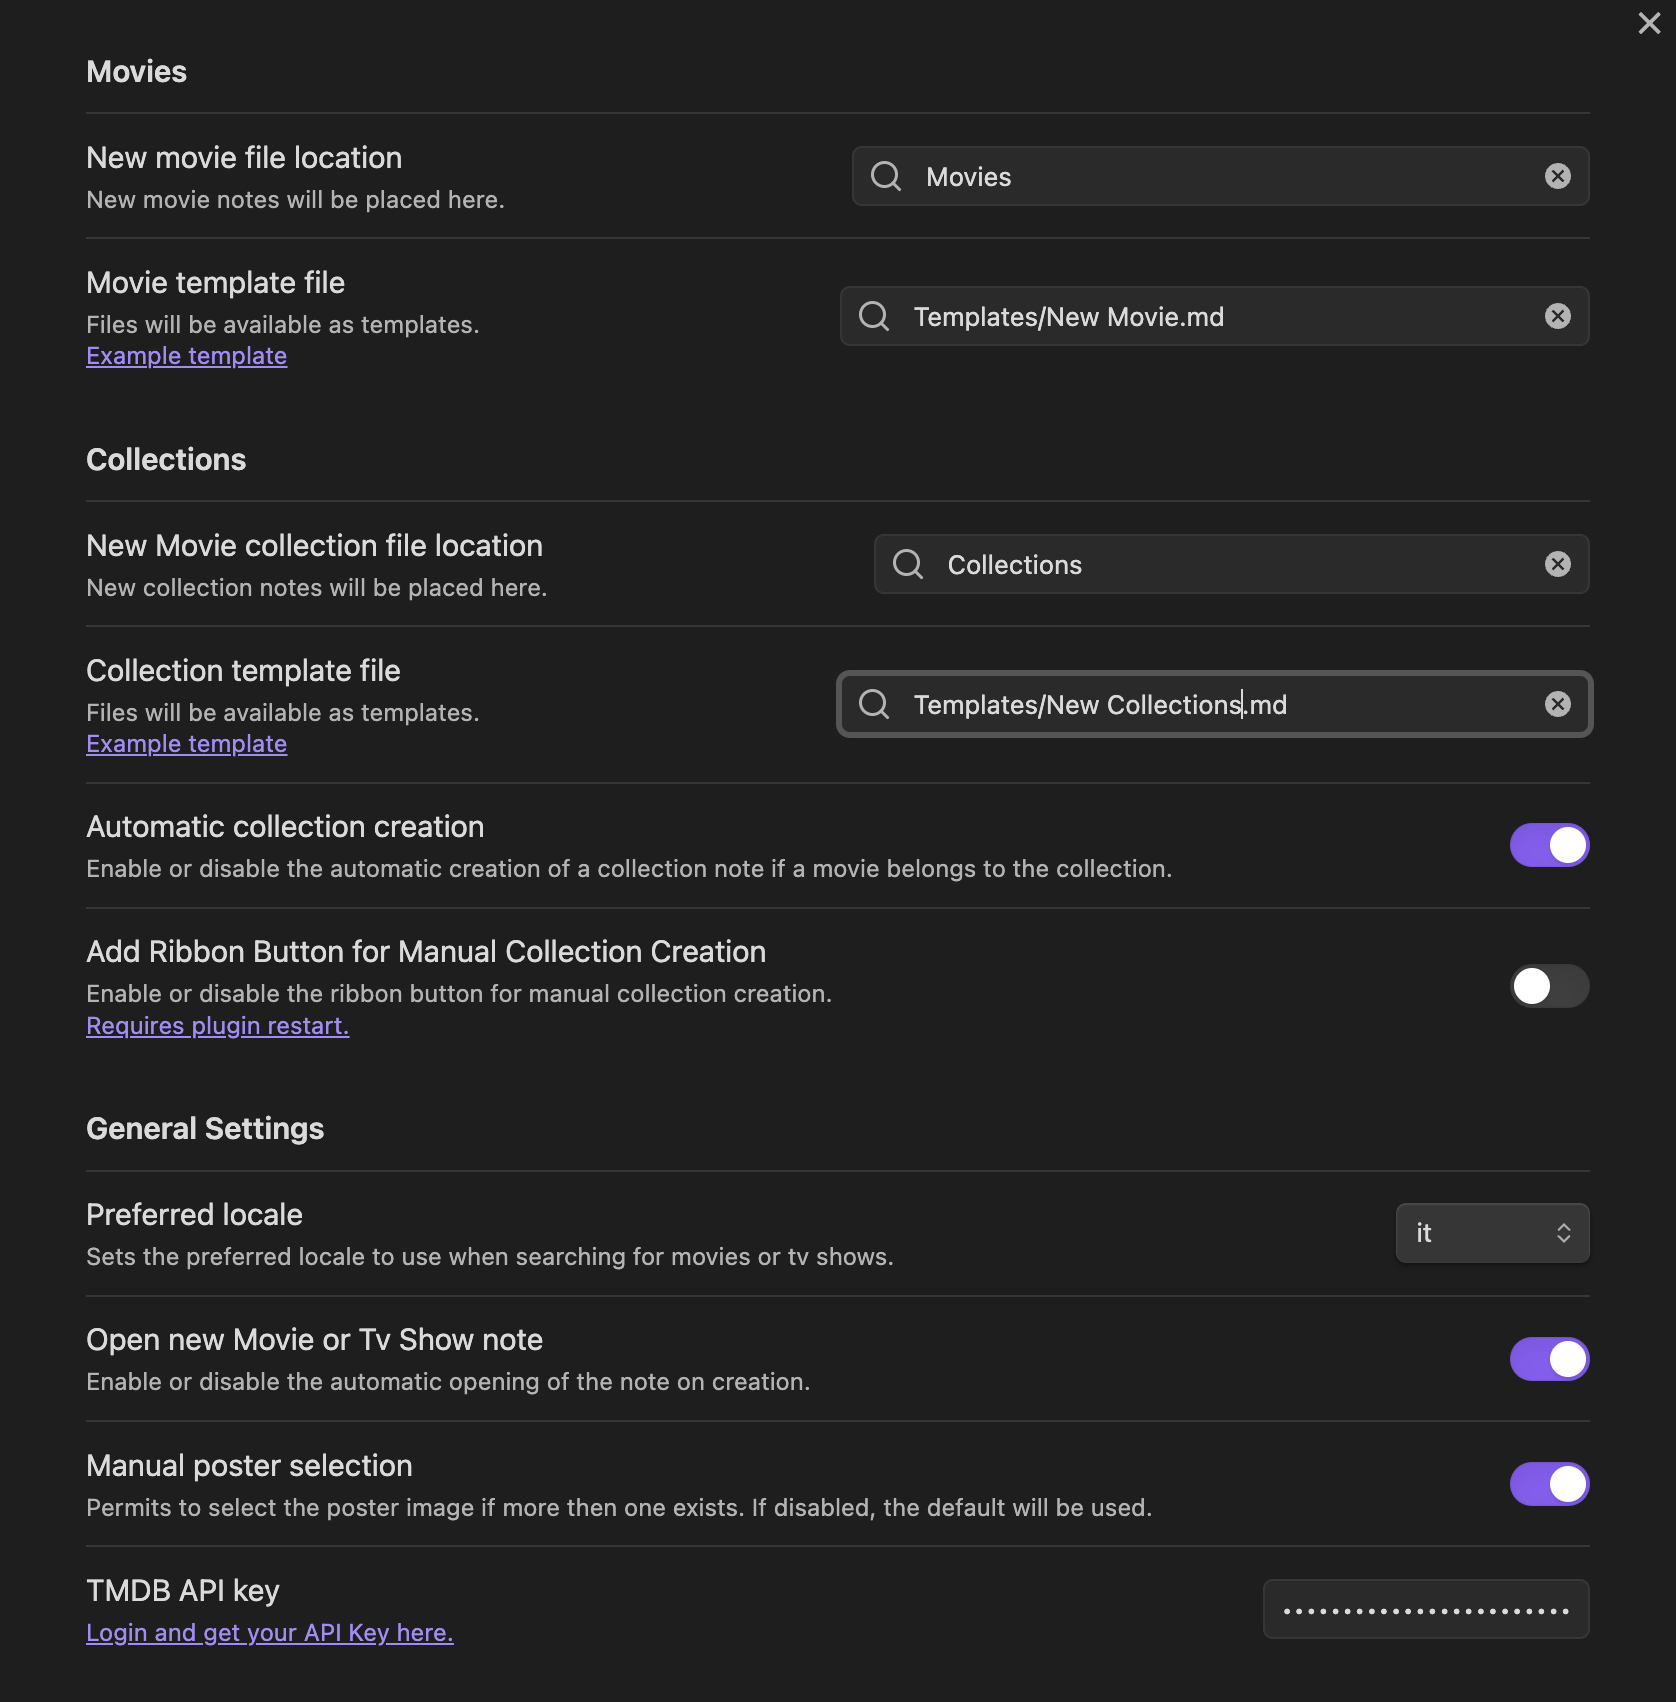 Movies
New movie file location
New movie notes will be placed here.
Movies
Movie template file
Files will be available as templates.
Example template
Templates/New Movie.md
Collections
New Movie collection file location
New collection notes will be placed here.
Collections
Collection template file
Files will be available as templates.
Example template
Templates/New Collections.md
Automatic collection creation
Enable or disable the automatic creation of a collection note if a movie belongs to the collection.
Add Ribbon Button for Manual Collection Creation
Enable or disable the ribbon button for manual collection creation.
Requires plugin restart.
General Settings
Preferred locale
Sets the preferred locale to use when searching for movies or tv shows.
it
Open new Movie or Tv Show note
Enable or disable the automatic opening of the note on creation.
Manual poster selection
Permits to select the poster image if more then one exists. If disabled, the default will be used.
TMDB API key
Login and get your API Key here.